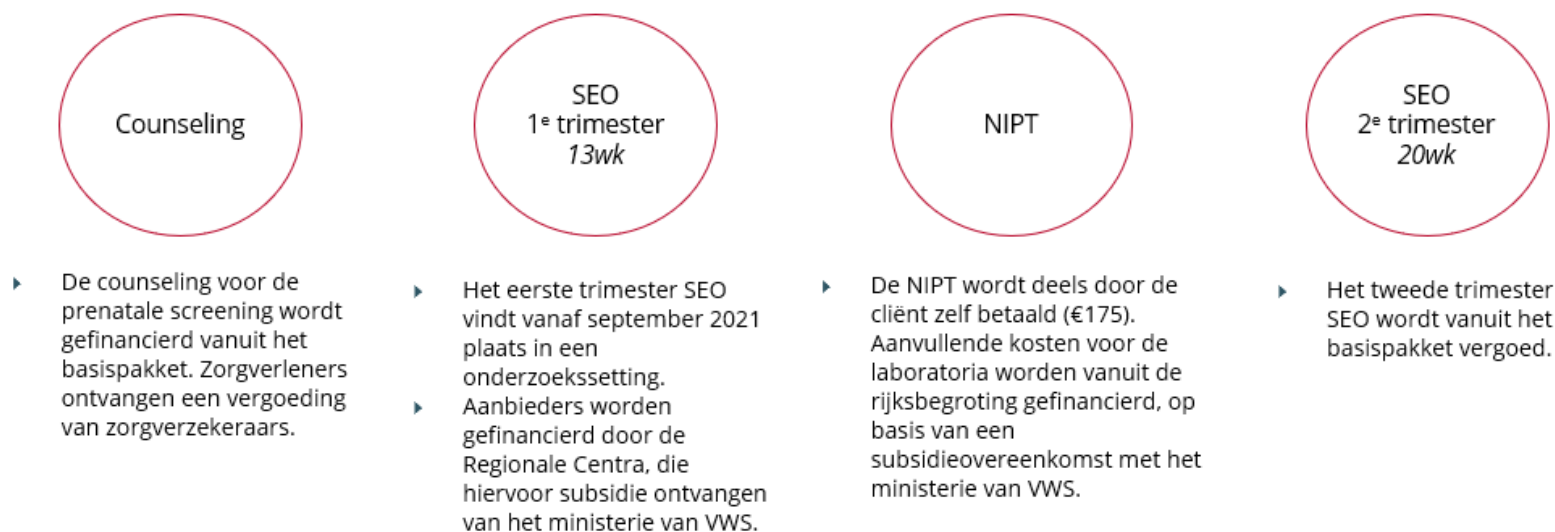 Counseling
SEO
1e trimester
13wk
NIPT
SEO
2e trimester
20wk
De counseling voor de
prenatale screening wordt
gefinancierd vanuit het
basispakket. Zorgverleners
ontvangen een vergoeding
van zorgverzekeraars.
Het eerste trimester SEO
vindt vanaf september 2021
plaats in een
onderzoekssetting.
Aanbieders worden
gefinancierd door de
Regionale Centra, die
hiervoor subsidie ontvangen
van het ministerie van VWS.
De NIPT wordt deels door de
cliënt zelf betaald (€175).
Aanvullende kosten voor de
laboratoria worden vanuit de
rijksbegroting gefinancierd, op
basis van een
subsidieovereenkomst met het
ministerie van VWS.
Het tweede trimester
SEO wordt vanuit het
basispakket vergoed.